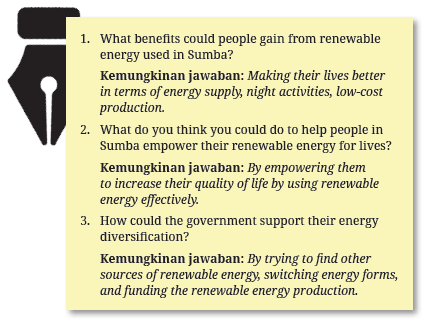 1. What benefits could people gain from renewable
energy used in Sumba?
Kemungkinan jawaban: Making their lives better
in terms of energy supply, night activities, low-cost
production.
2. What do you think you could do to help people in
Sumba empower their renewable energy for lives?
Kemungkinan jawaban: By empowering them
to increase their quality of life by using renewable
energy effectively.
3. How could the government support their energy
diversification?
Kemungkinan jawaban: By trying to find other
sources of renewable energy, switching energy forms,
and funding the renewable energy production.